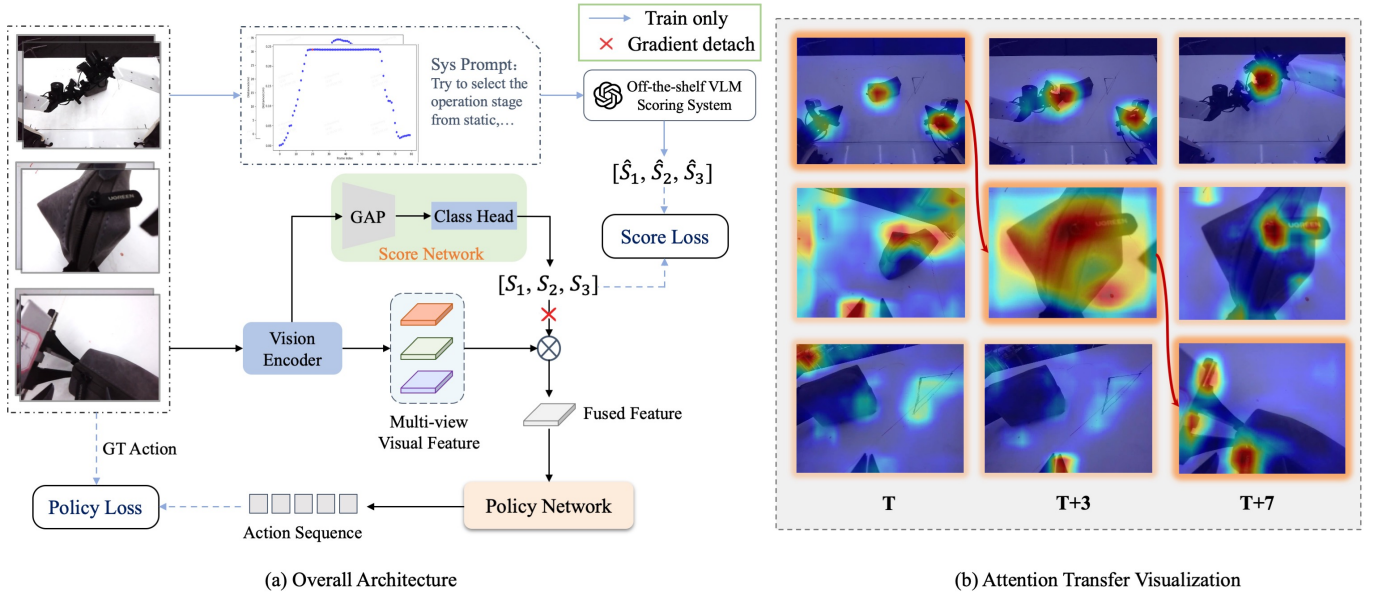 Train only
Gradient detach
Sys Prompt:
Try to select the
operation stage
from static,…
Off-the-shelf VLM
Scoring System
[Ŝ1, Ŝ2, Ŝ3]
GAP
Class Head
Score Network
Score Loss
[S1, S2, S3]
UGREEN
Vision
Encoder
Multi-view
Visual Feature
Fused Feature
GT Action
Policy Loss
Action Sequence
Policy Network
UGREEN
T
T+3
T+7
(a) Overall Architecture
(b) Attention Transfer Visualization